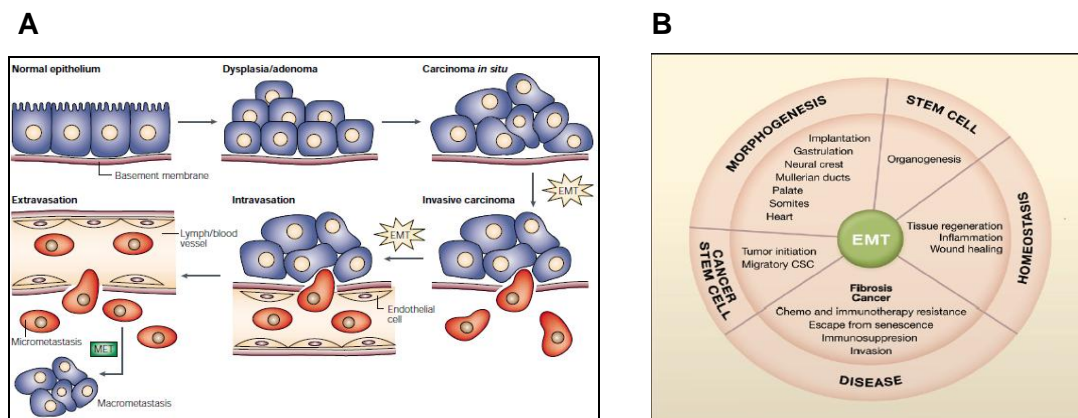 A
Normal epithelium
Dysplasia/adenoma
Carcinoma in situ
Basement membrane
EMT
Extravasation
Intravasation
Invasive carcinoma
EMT
Lymph/blood
vessel
Endothelial
cell
Micrometastasis
MET
Macrometastasis
B
MORPHOGENESIS
STEM CELL
HOMEOSTASIS
DISEASE
CANCER
STEM CELL
Implantation
Gastrulation
Neural crest
Mullerian ducts
Palate
Somites
Heart
Organogenesis
EMT
Tissue regeneration
Inflammation
Wound healing
Tumor initiation
Migratory CSC
Fibrosis
Cancer
Chemo and immunotherapy resistance
Escape from senescence
Immunosuppresion
Invasion